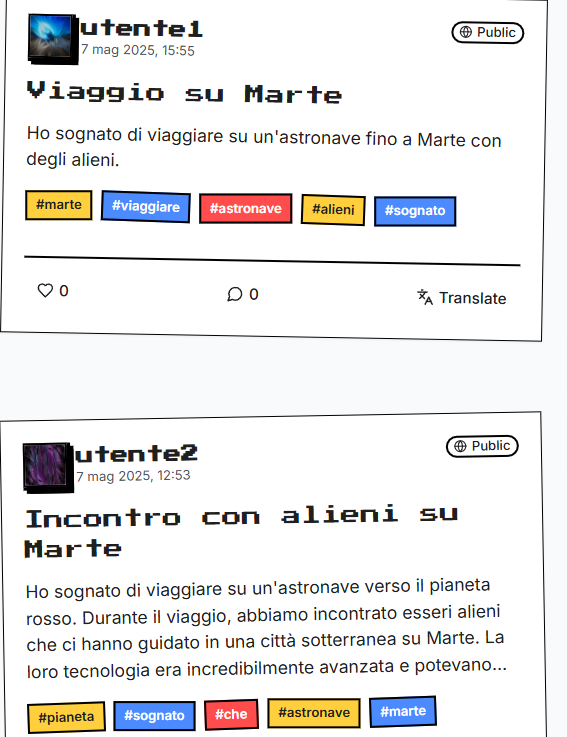 utente1
Public
7 mag 2025, 15:55
Viaggio su Marte
Ho sognato di viaggiare su un'astronave fino a Marte con
degli alieni.
#marte #viaggiare #astronave #alieni #sognato
0 0 Translate
utente2
Public
7 mag 2025, 12:53
Incontro con alieni su
Marte
Ho sognato di viaggiare su un'astronave verso il pianeta
rosso. Durante il viaggio, abbiamo incontrato esseri alieni
che ci hanno guidato in una città sotterranea su Marte. La
loro tecnologia era incredibilmente avanzata e potevano...
#pianeta #sognato #che #astronave #marte